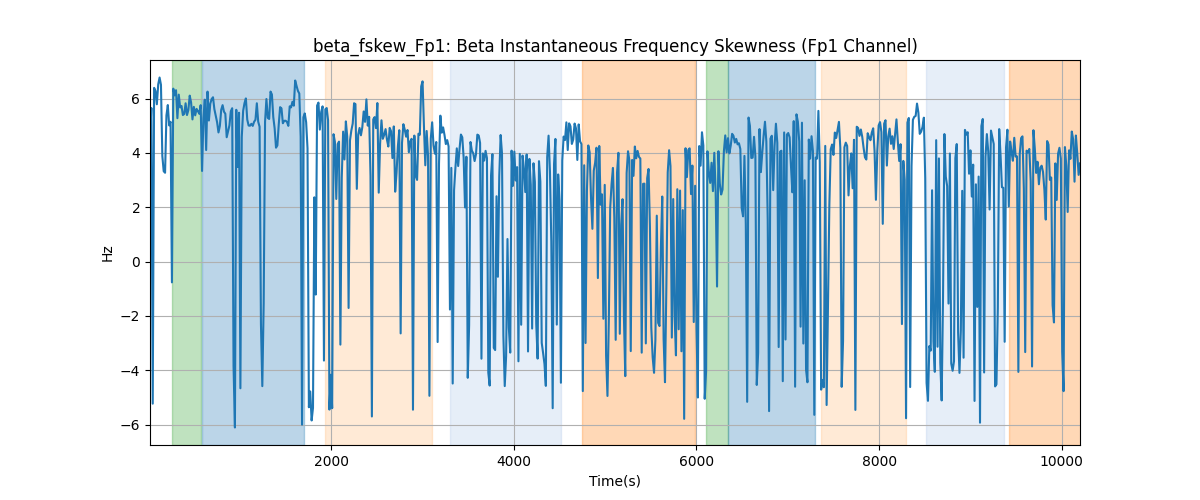 beta_fskew_Fp1: Beta Instantaneous Frequency Skewness (Fp1 Channel)
6
4
2
0
−2
−4
−6
Hz
2000 4000 6000 8000 10000
Time(s)